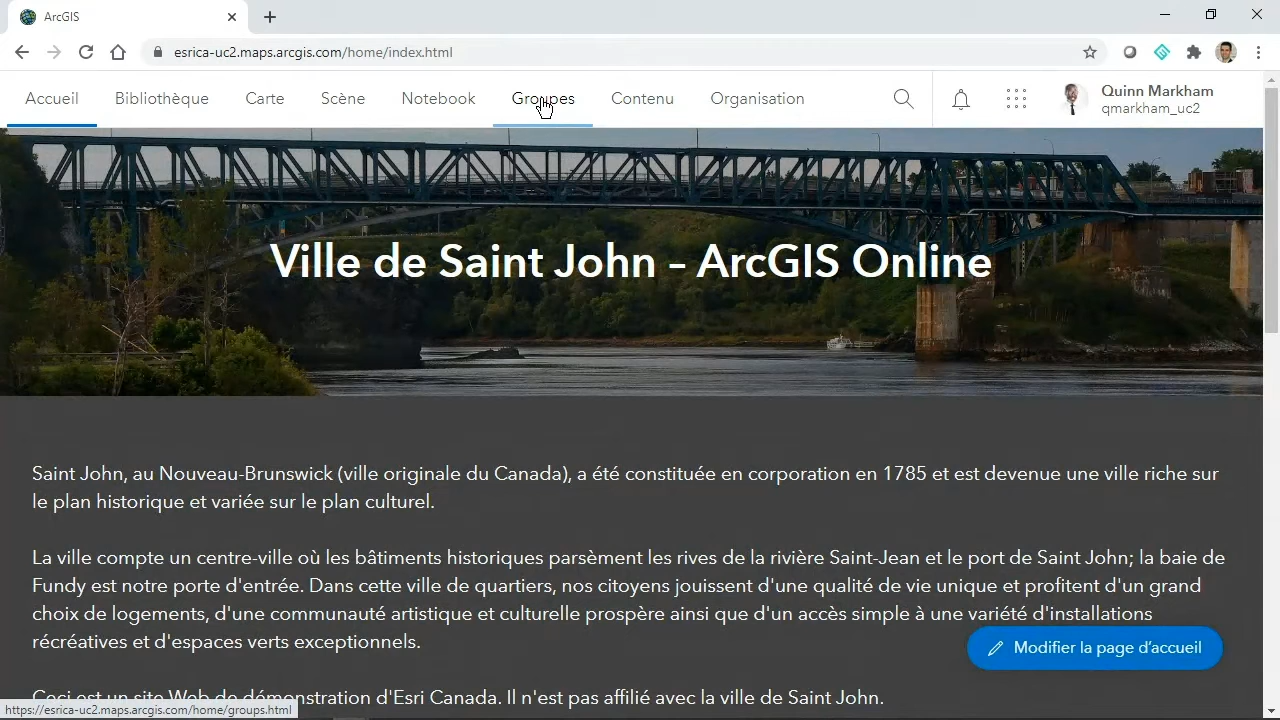 ArcGIS
esrica-uc2.maps.arcgis.com/home/index.html
Accueil Bibliothèque Carte Scène Notebook Groupes Contenu Organisation
Quinn Markham
qmarkham_uc2
Ville de Saint John – ArcGIS Online
Saint John, au Nouveau-Brunswick (ville originale du Canada), a été constituée en corporation en 1785 et est devenue une ville riche sur
le plan historique et variée sur le plan culturel.
La ville compte un centre-ville où les bâtiments historiques parsèment les rives de la rivière Saint-Jean et le port de Saint John; la baie de
Fundy est notre porte d'entrée. Dans cette ville de quartiers, nos citoyens jouissent d'une qualité de vie unique et profitent d'un grand
choix de logements, d'une communauté artistique et culturelle prospère ainsi que d'un accès simple à une variété d'installations
récréatives et d'espaces verts exceptionnels.
Modifier la page d’accueil
Ceci est un site Web de démonstration d'Esri Canada. Il n'est pas affilié avec la ville de Saint John.
https://esrica-uc2.maps.arcgis.com/home/groups.html